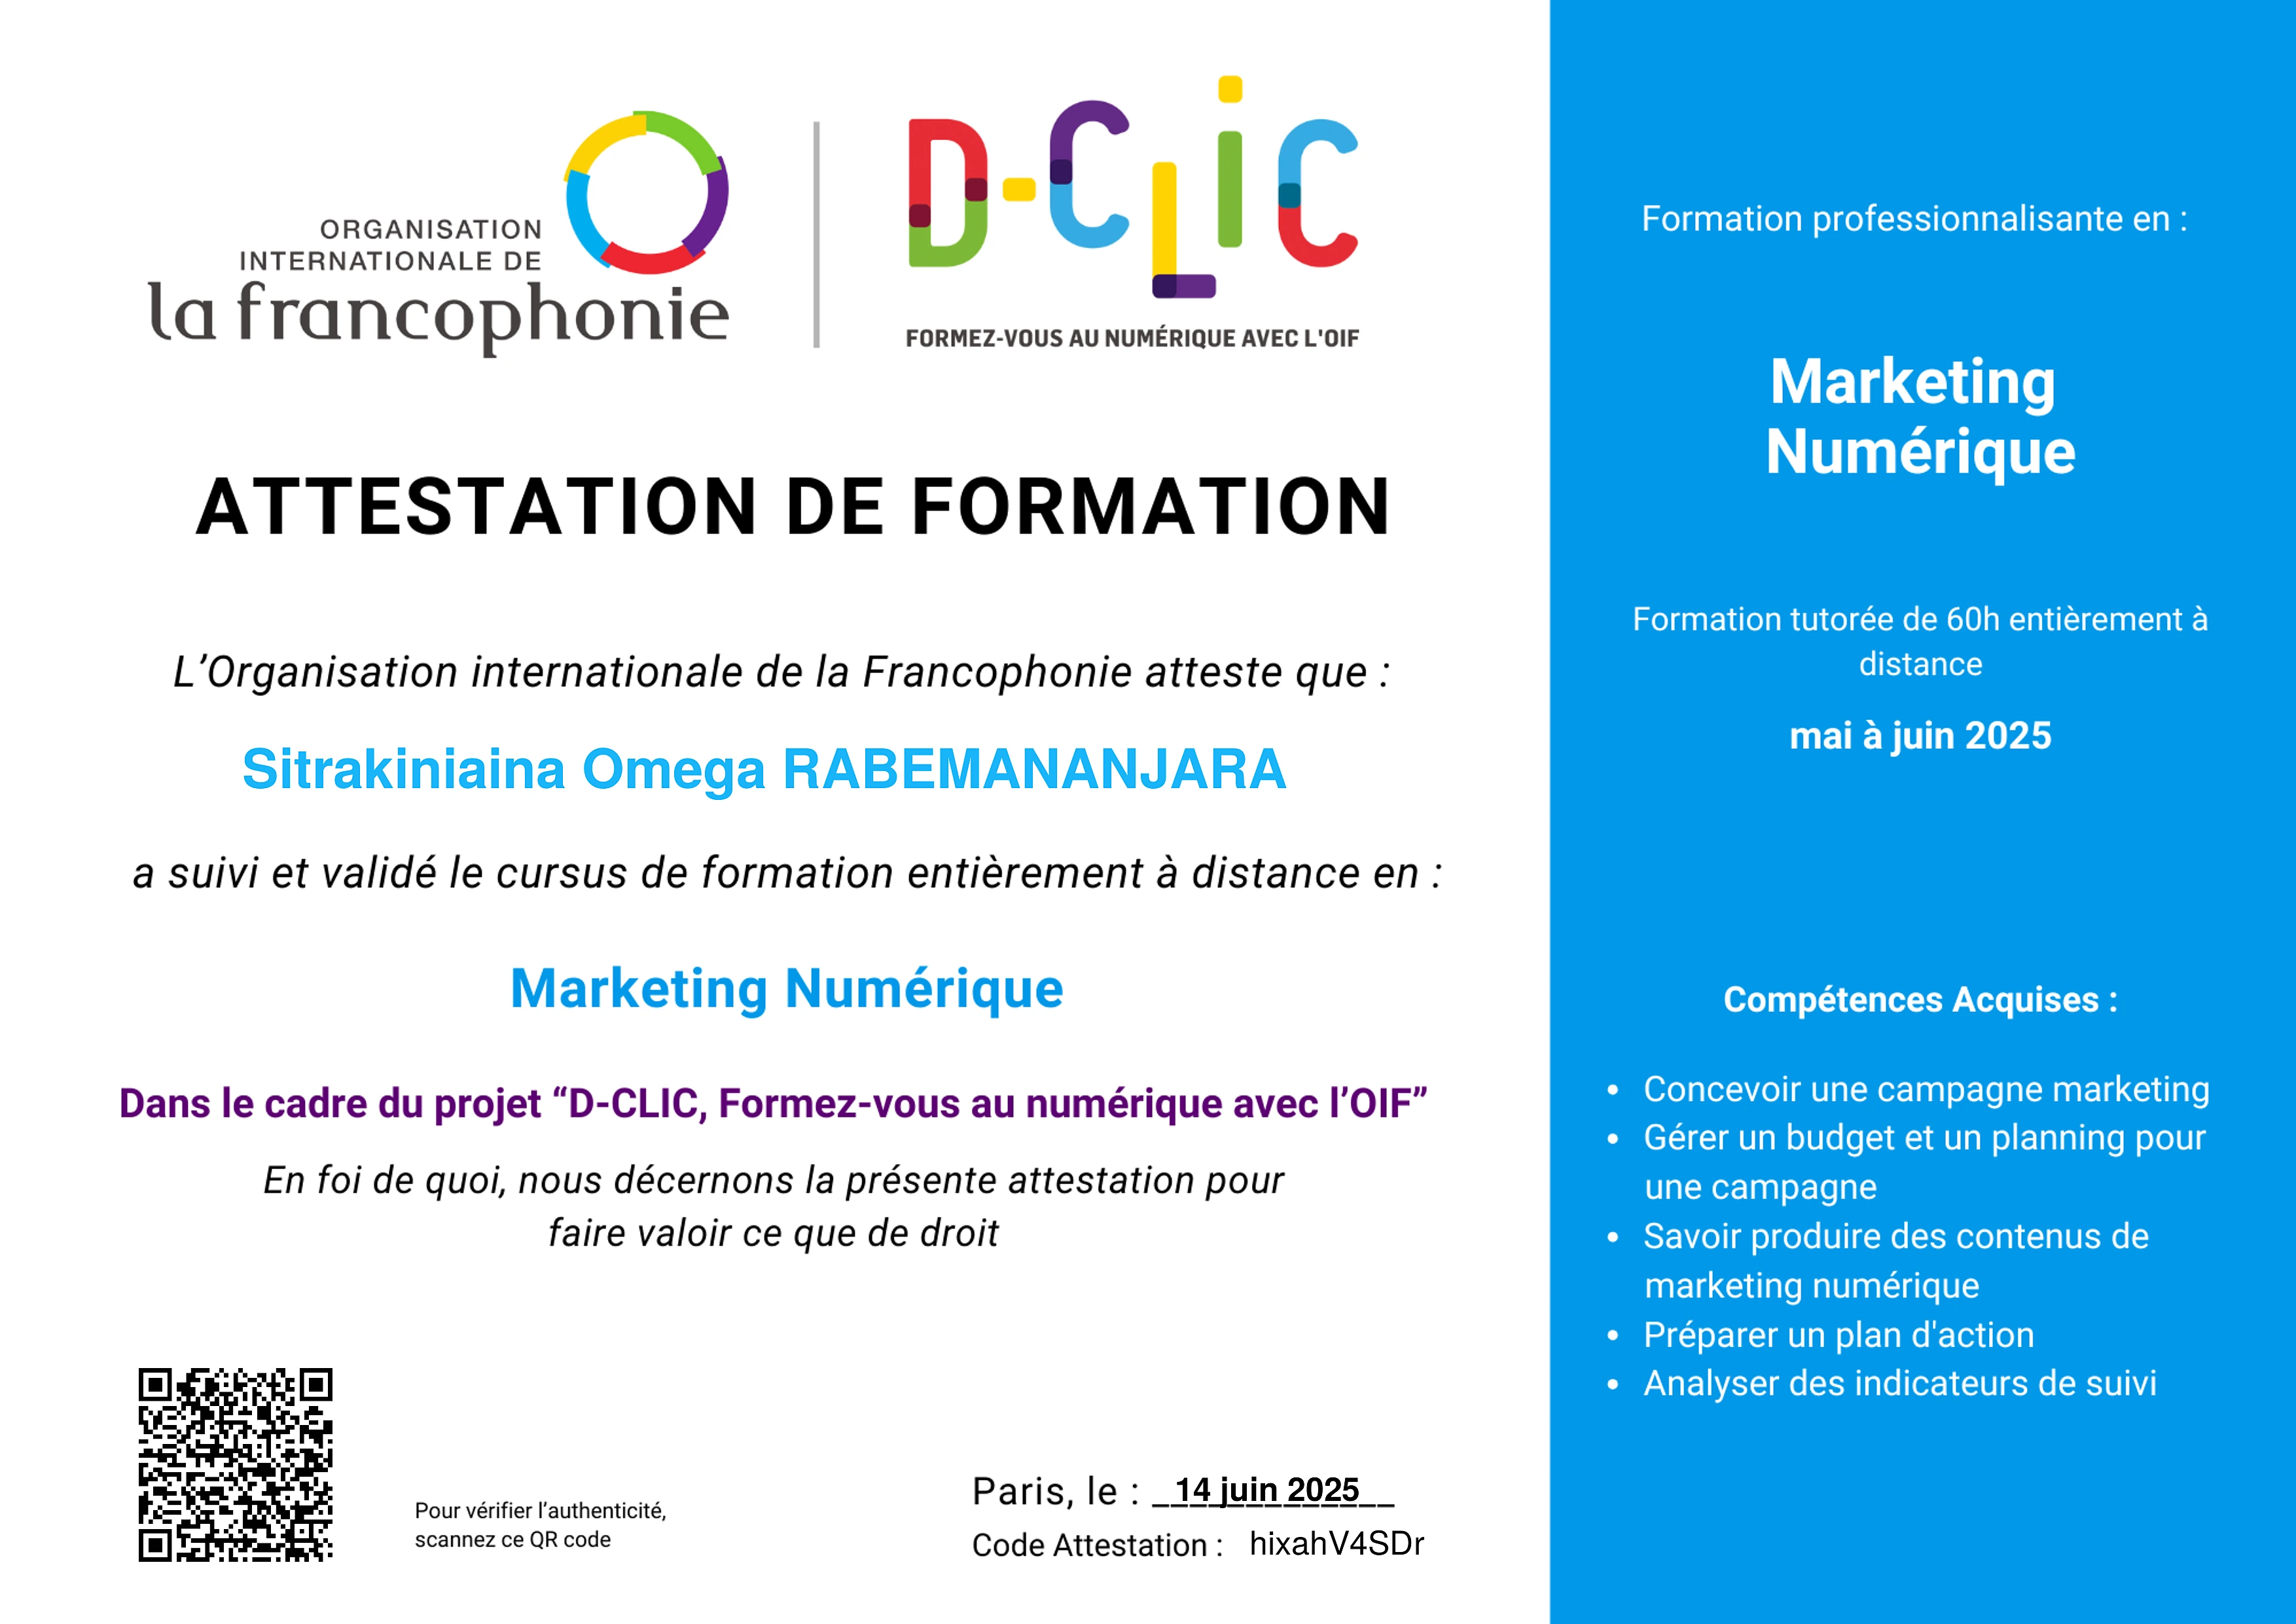 ORGANISATION
INTERNATIONALE DE
la francophonie
D-CLiC
FORMEZ-VOUS AU NUMÉRIQUE AVEC L'OIF
ATTESTATION DE FORMATION
L’Organisation internationale de la Francophonie atteste que :
Sitrakiniaina Omega RABEMANANJARA
a suivi et validé le cursus de formation entièrement à distance en :
Marketing Numérique
Dans le cadre du projet “D-CLIC, Formez-vous au numérique avec l’OIF”
En foi de quoi, nous décernons la présente attestation pour
faire valoir ce que de droit
Pour vérifier l’authenticité,
scannez ce QR code
Paris, le : 14 juin 2025
Code Attestation : hixahV4SDr
Formation professionnalisante en :
Marketing
Numérique
Formation tutorée de 60h entièrement à
distance
mai à juin 2025
Compétences Acquises :
• Concevoir une campagne marketing
• Gérer un budget et un planning pour
une campagne
• Savoir produire des contenus de
marketing numérique
• Préparer un plan d'action
• Analyser des indicateurs de suivi